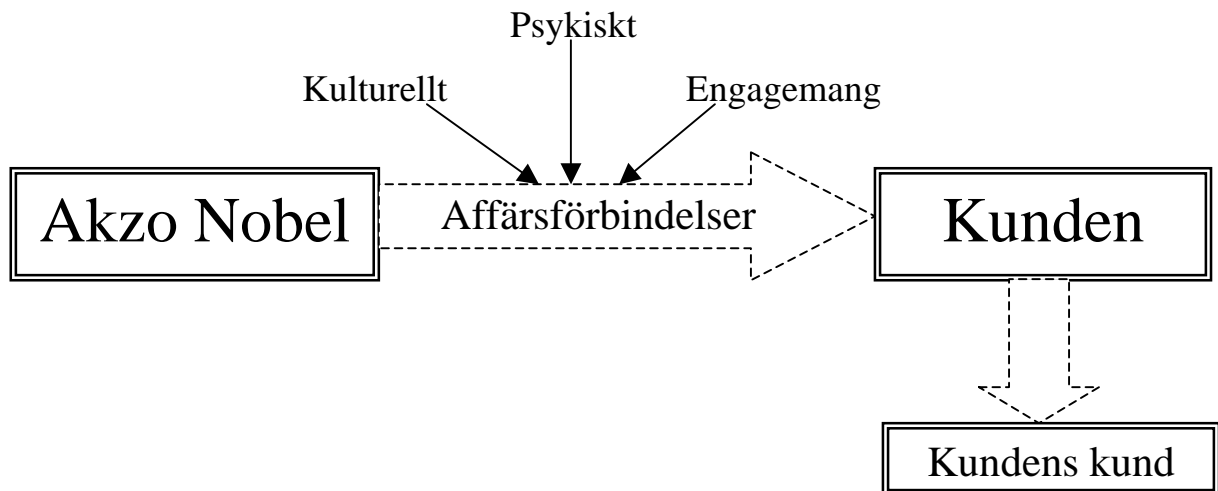 Psykiskt
Kulturellt
Engagemang
Akzo Nobel
Affärsförbindelser
Kunden
Kundens kund